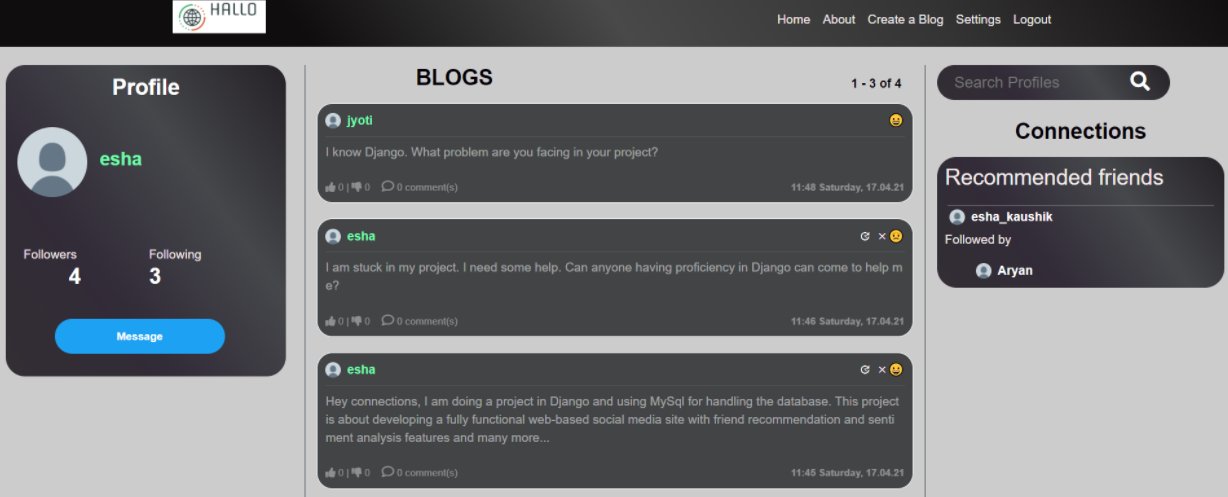 HALLO
Home About Create a Blog Settings Logout
Profile
esha
Followers Following
4 3
Message
BLOGS
1 - 3 of 4
jyoti
I know Django. What problem are you facing in your project?
0 | 0 0 comment(s) 11:48 Saturday, 17.04.21
esha
I am stuck in my project. I need some help. Can anyone having proficiency in Django can come to help m
e?
0 | 0 0 comment(s) 11:46 Saturday, 17.04.21
esha
Hey connections, I am doing a project in Django and using MySql for handling the database. This project
is about developing a fully functional web-based social media site with friend recommendation and senti
ment analysis features and many more...
0 | 0 0 comment(s) 11:45 Saturday, 17.04.21
Search Profiles
Connections
Recommended friends
esha_kaushik
Followed by
Aryan